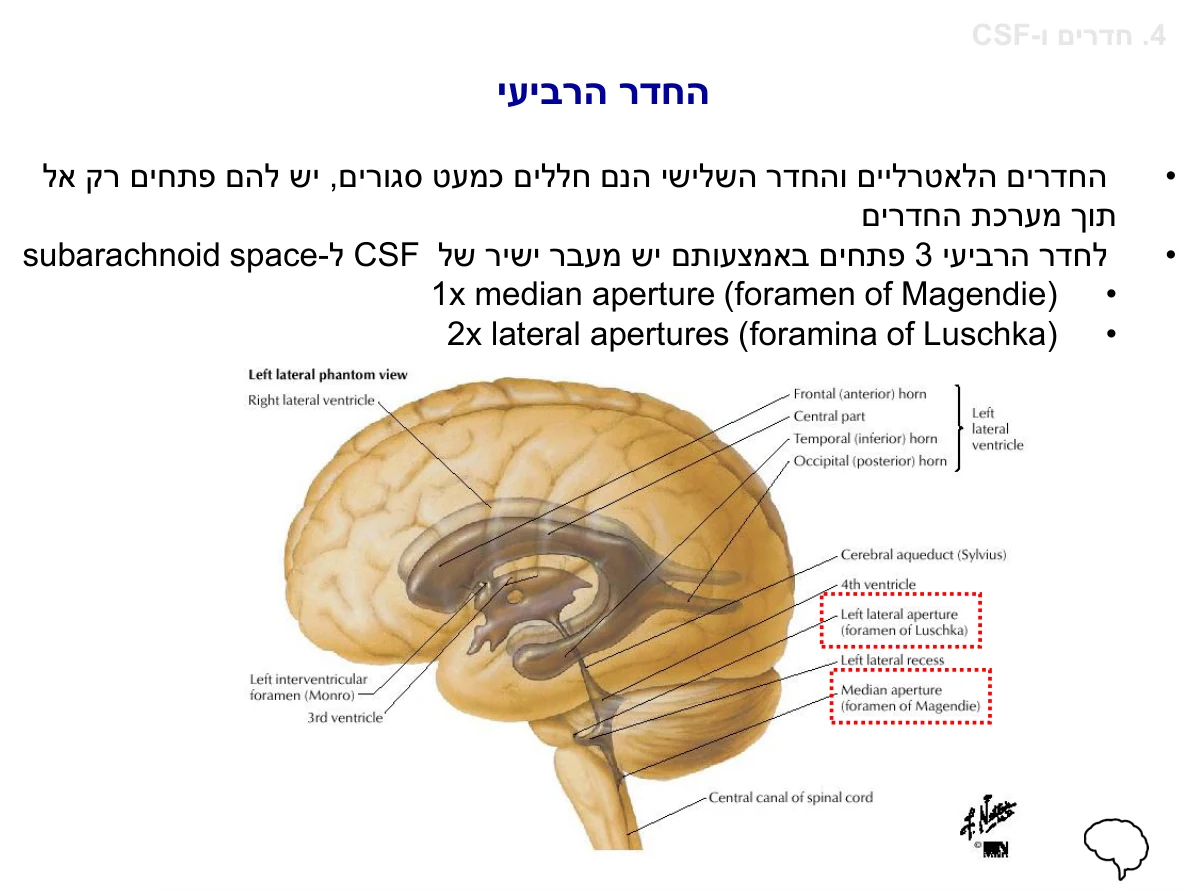 4. חדרים ו-CSF
החדר הרביעי
• החדרים הלאטרליים והחדר השלישי הנם חללים כמעט סגורים, יש להם פתחים רק אל
תוך מערכת החדרים
• לחדר הרביעי 3 פתחים באמצעותם יש מעבר ישיר של CSF ל-subarachnoid space
• 1x median aperture (foramen of Magendie)
• 2x lateral apertures (foramina of Luschka)
Left lateral phantom view
Right lateral ventricle
Frontal (anterior) horn
Central part
Temporal (inferior) horn
Occipital (posterior) horn
Left
lateral
ventricle
Cerebral aqueduct (Sylvius)
4th ventricle
Left lateral aperture
(foramen of Luschka)
Left lateral recess
Median aperture
(foramen of Magendie)
Left interventricular
foramen (Monro)
3rd ventricle
Central canal of spinal cord
©